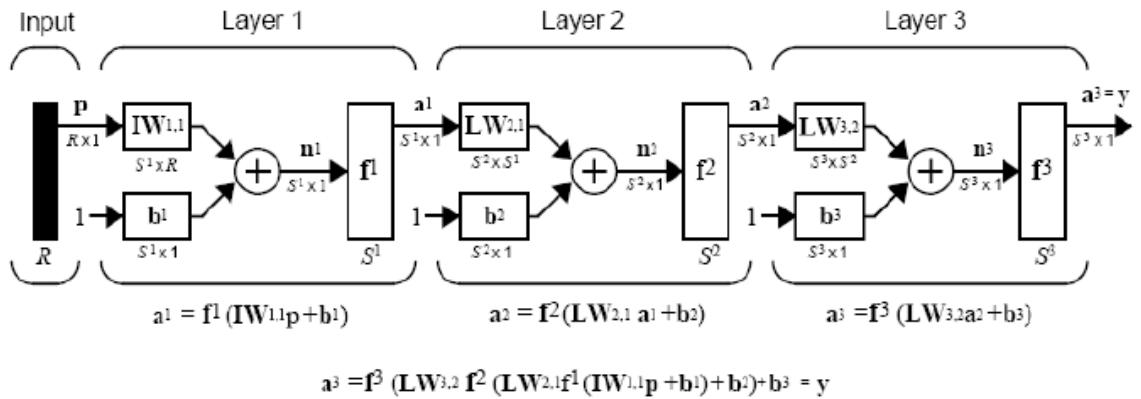 Input Layer 1 Layer 2 Layer 3
p a¹ a² a³ = y
IW1,1 LW2,1 LW3,2
R×1 n¹ S¹×1 n² S²×1 n³ S³×1
S¹×R f¹ S²×S¹ f² S³×S² f³
S¹×1 S²×1 S³×1
1 b¹ 1 b² 1 b³
R S¹×1 S¹ S²×1 S² S³×1 S³
a¹ = f¹ (IW1,1p +b1) a2 = f²(LW2,1 a1 +b2) a3 =f³ (LW3,2a2 +b3)
a³ =f³ (LW3,2 f² (LW2,1f¹(IW1,1p +b1)+b2)+b3 = y